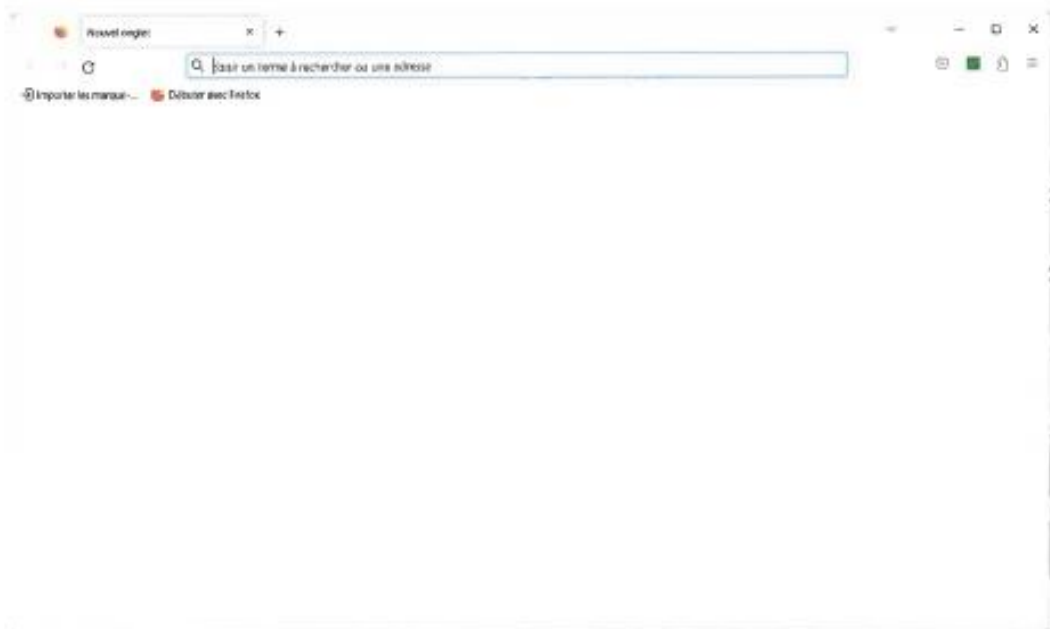 Nouvel onglet
Saisir un terme à rechercher ou une adresse
Importer les marque-... Débuter avec Firefox